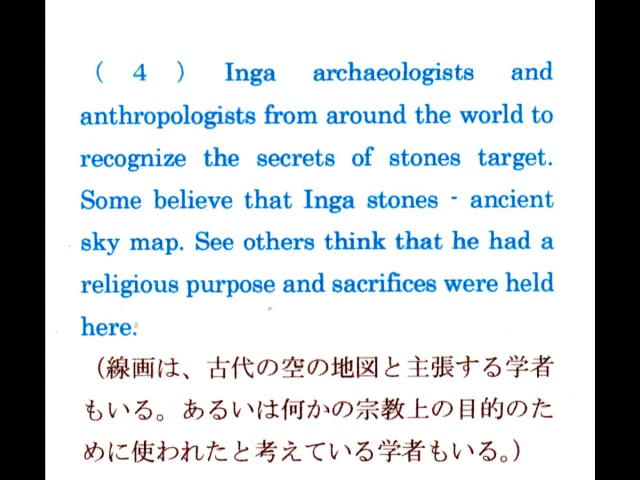 ( 4 ) Inga archaeologists and
anthropologists from around the world to
recognize the secrets of stones target.
Some believe that Inga stones - ancient
sky map. See others think that he had a
religious purpose and sacrifices were held
here.
（線画は、古代の空の地図と主張する学者
もいる。あるいは何かの宗教上の目的のた
めに使われたと考えている学者もいる。）